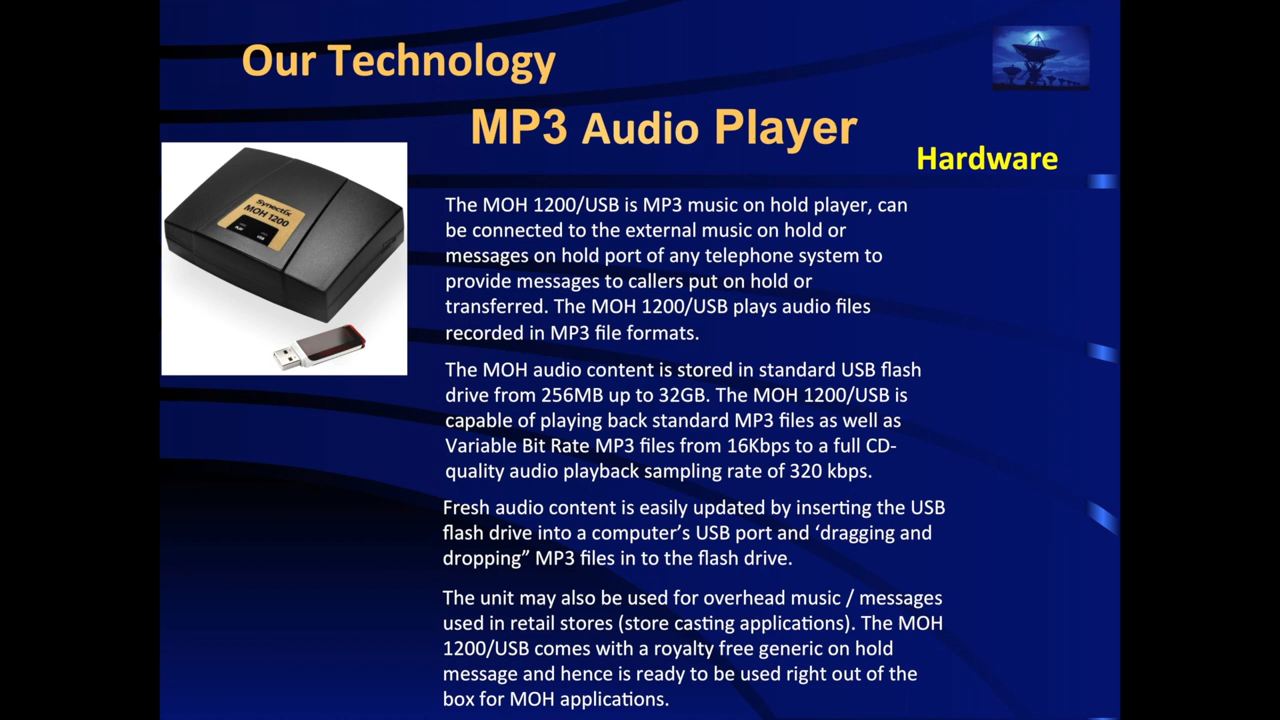 Our Technology
MP3 Audio Player
Hardware
Synectix
MOH 1200
PLAY
USB
The MOH 1200/USB is MP3 music on hold player, can
be connected to the external music on hold or
messages on hold port of any telephone system to
provide messages to callers put on hold or
transferred. The MOH 1200/USB plays audio files
recorded in MP3 file formats.
The MOH audio content is stored in standard USB flash
drive from 256MB up to 32GB. The MOH 1200/USB is
capable of playing back standard MP3 files as well as
Variable Bit Rate MP3 files from 16Kbps to a full CD-
quality audio playback sampling rate of 320 kbps.
Fresh audio content is easily updated by inserting the USB
flash drive into a computer’s USB port and ‘dragging and
dropping” MP3 files in to the flash drive.
The unit may also be used for overhead music / messages
used in retail stores (store casting applications). The MOH
1200/USB comes with a royalty free generic on hold
message and hence is ready to be used right out of the
box for MOH applications.